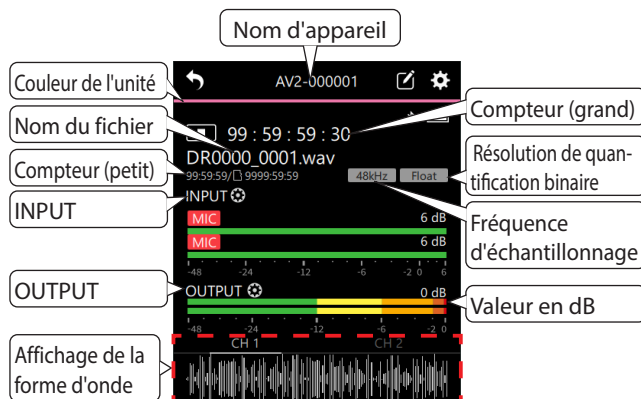 Nom d'appareil
Couleur de l'unité
AV2-000001
Compteur (grand)
Nom du fichier
99 : 59 : 59 : 30
DR0000_0001.wav
Compteur (petit)
99:59:59/ 9999:59:59
48kHz
Float
Résolution de quan-
tification binaire
INPUT
INPUT
MIC
6 dB
MIC
6 dB
Fréquence
d'échantillonnage
-48 -24 -12 -6 -2 0 6
OUTPUT
OUTPUT
0 dB
Valeur en dB
-48 -24 -12 -6 -2 0
CH 1
CH 2
Affichage de la
forme d'onde